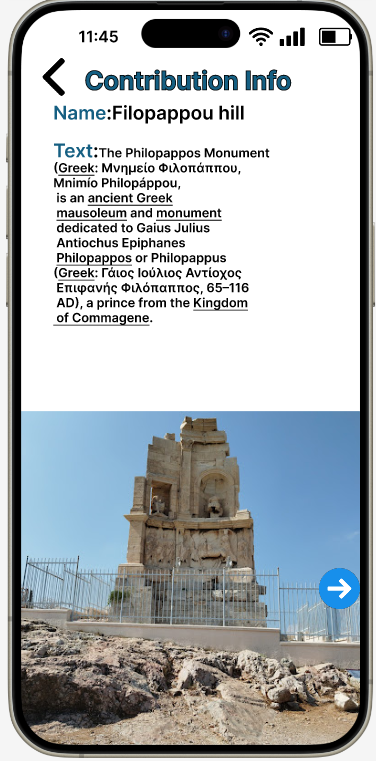 11:45
Contribution Info
Name:Filopappou hill
Text:The Philopappos Monument
(Greek: Μνημείο Φιλοπάππου,
Mnimío Philopáppou,
is an ancient Greek
mausoleum and monument
dedicated to Gaius Julius
Antiochus Epiphanes
Philopappos or Philopappus
(Greek: Γάιος Ιούλιος Αντίοχος
Επιφανής Φιλόπαππος, 65–116
AD), a prince from the Kingdom
of Commagene.